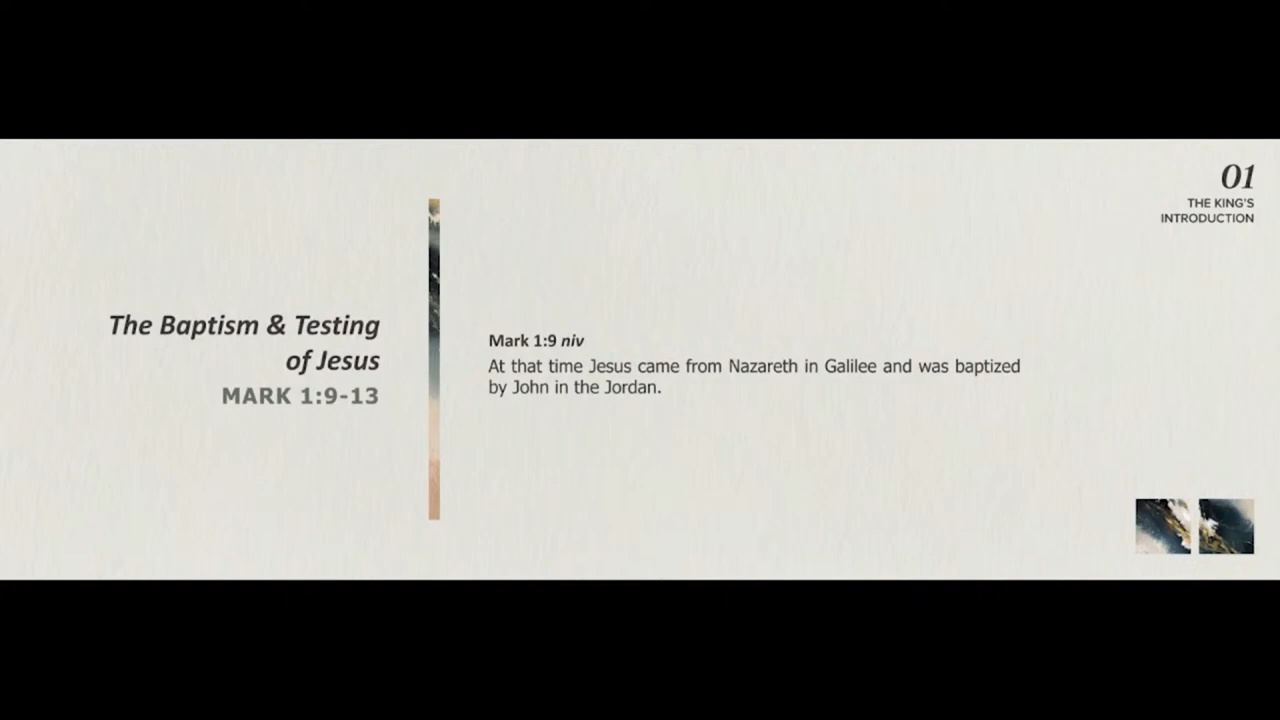 01
THE KING'S
INTRODUCTION
The Baptism & Testing
of Jesus
MARK 1:9-13
Mark 1:9 niv
At that time Jesus came from Nazareth in Galilee and was baptized
by John in the Jordan.